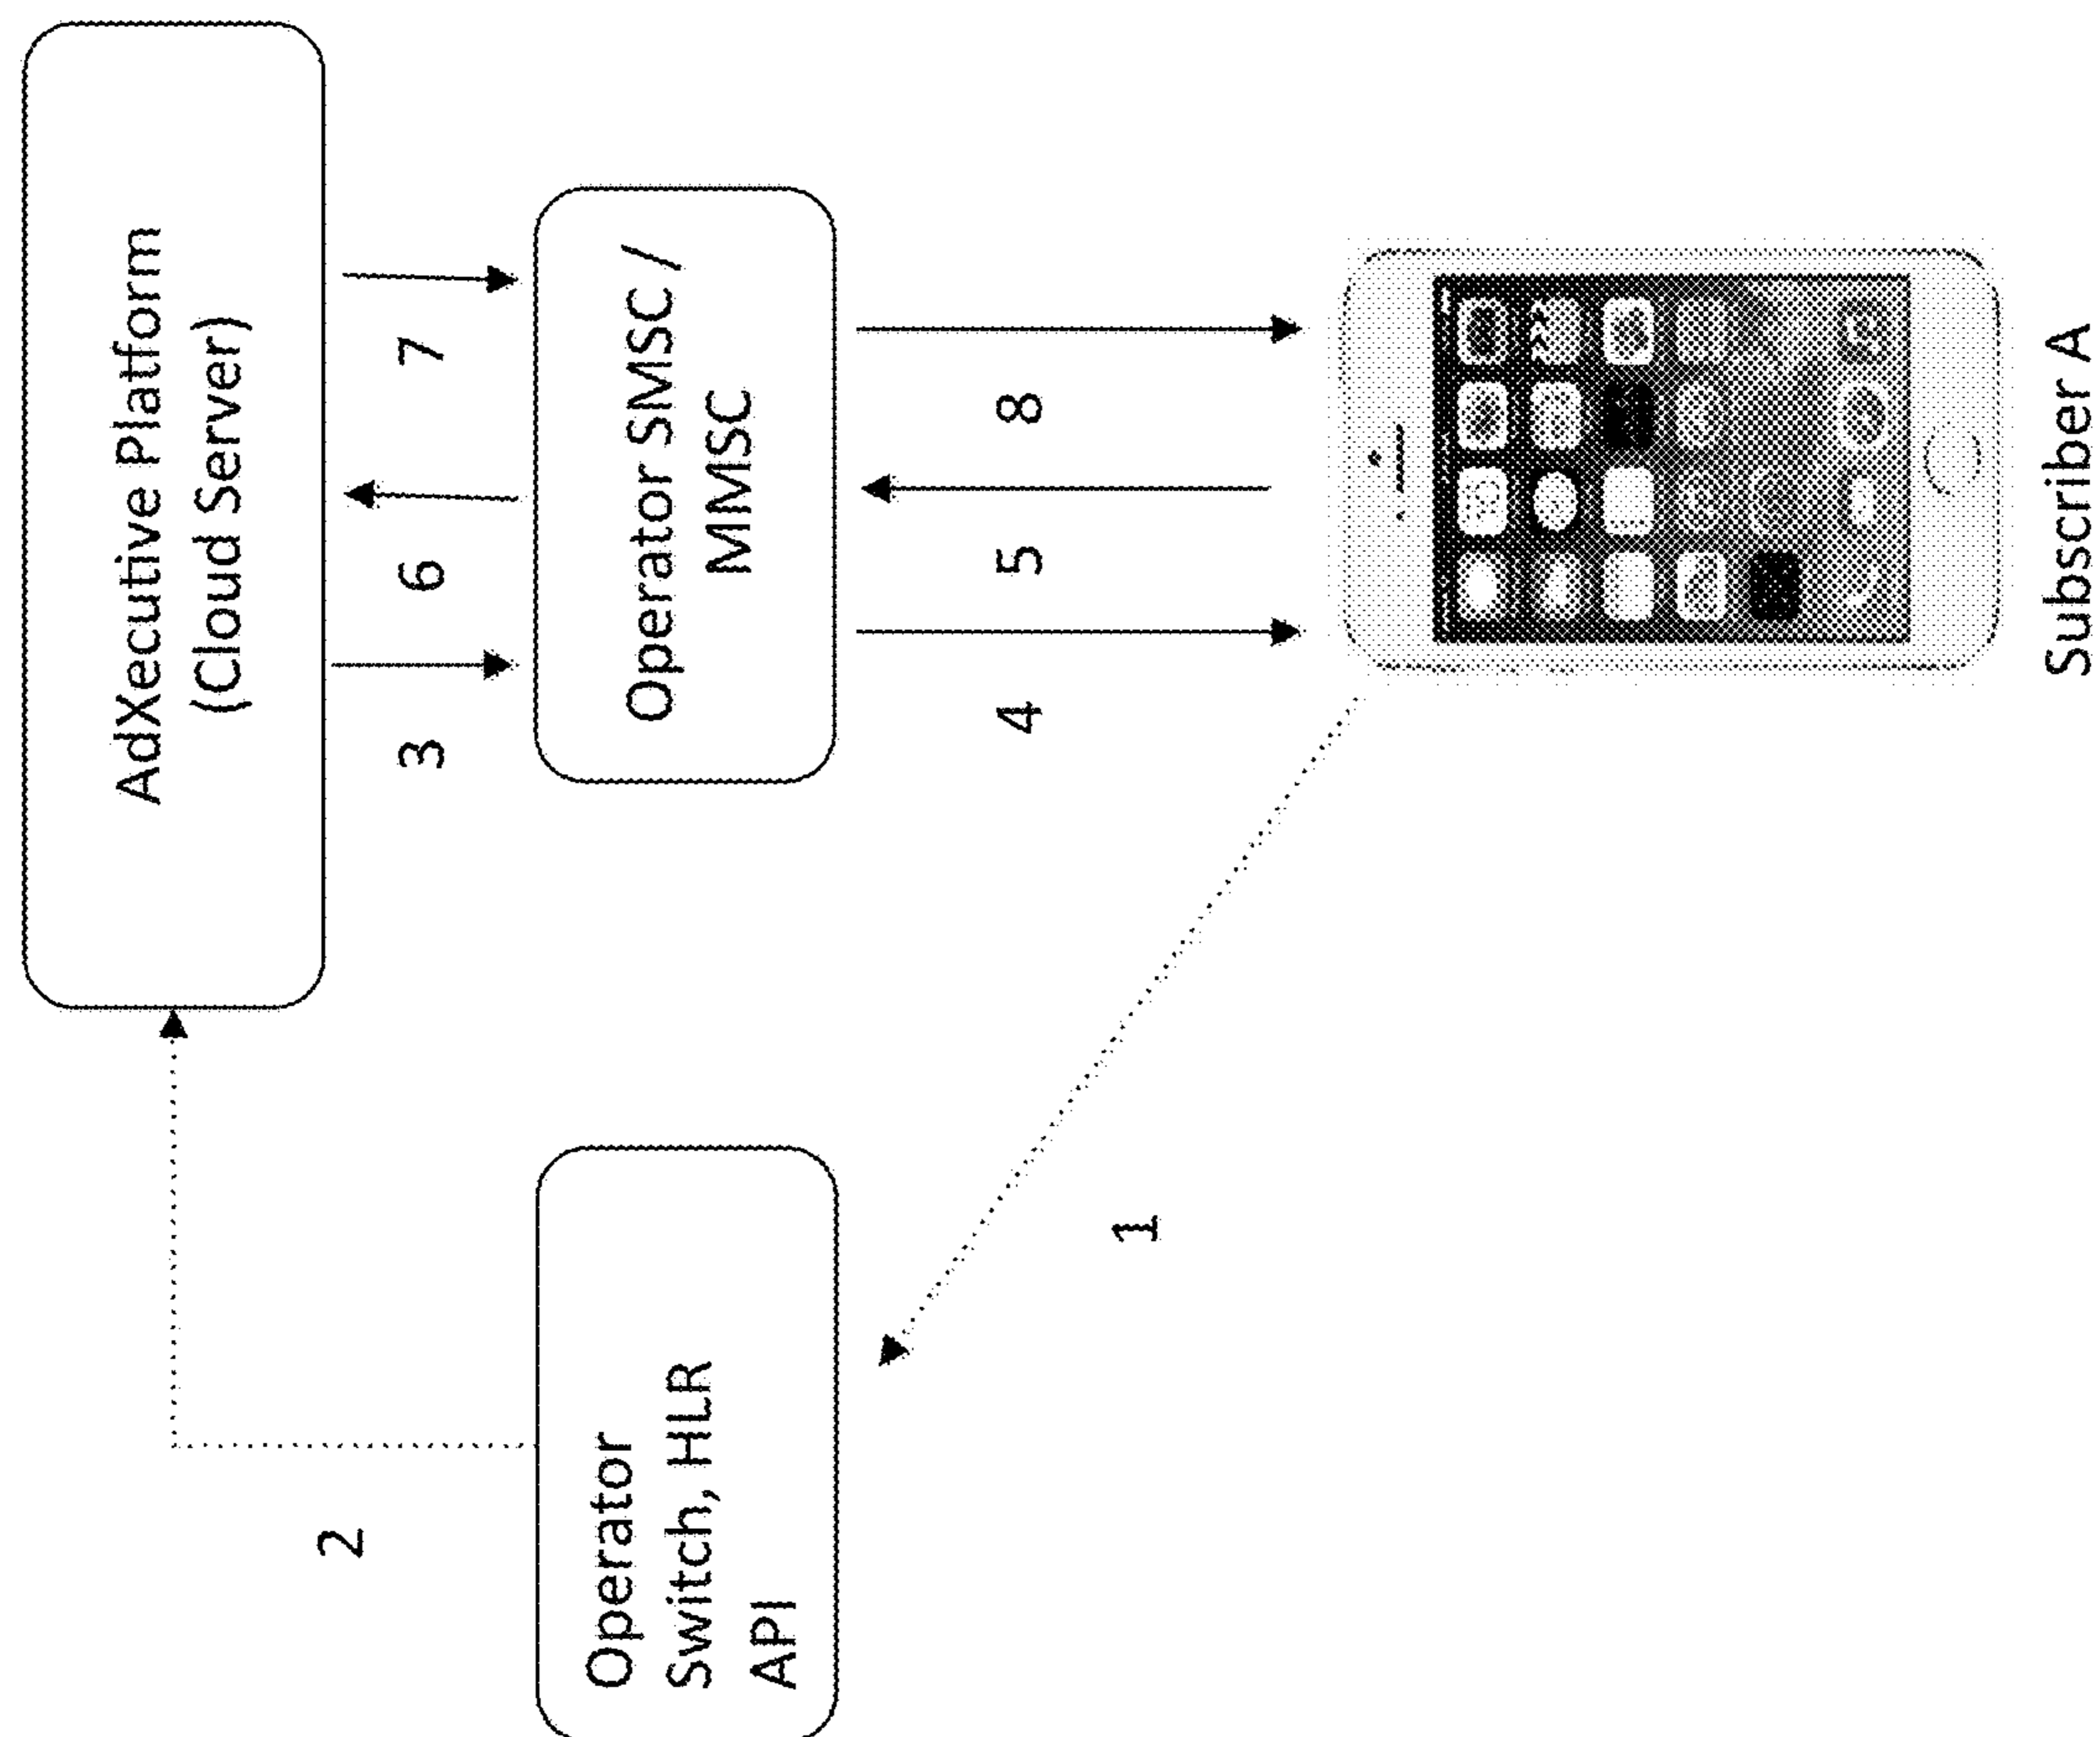 AdXecutive Platform
(Cloud Server)
2
3
6
7
Operator
Switch, HLR
API
Operator SMSC /
MMSC
1
4
5
8
Subscriber A